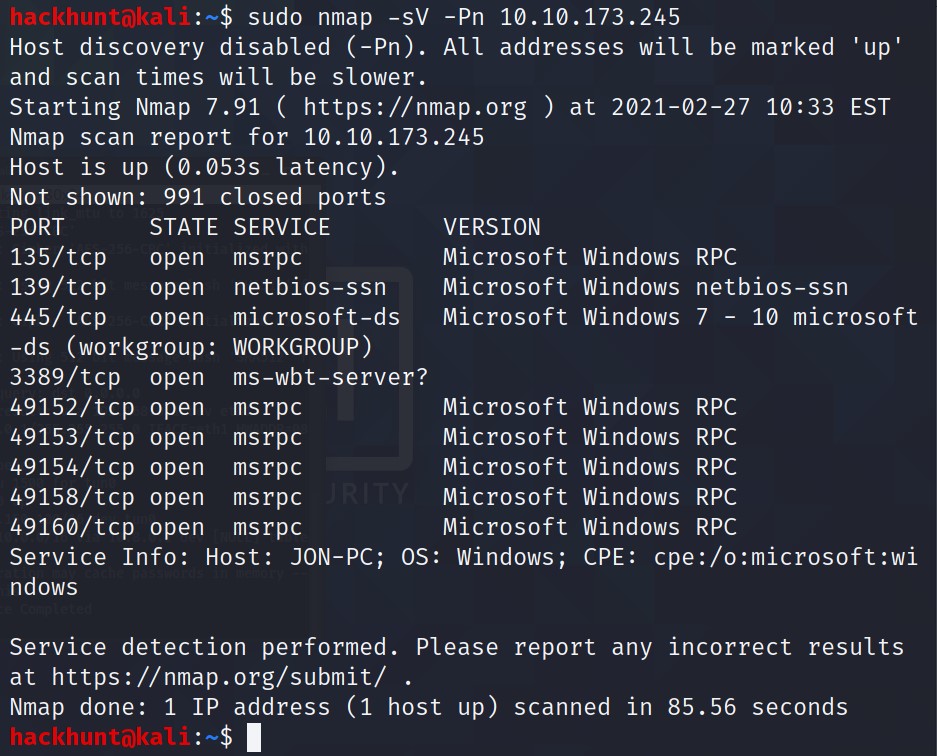 hackhunt@kali:~$ sudo nmap -sV -Pn 10.10.173.245
Host discovery disabled (-Pn). All addresses will be marked 'up'
and scan times will be slower.
Starting Nmap 7.91 ( https://nmap.org ) at 2021-02-27 10:33 EST
Nmap scan report for 10.10.173.245
Host is up (0.053s latency).
Not shown: 991 closed ports
PORT      STATE SERVICE        VERSION
135/tcp   open  msrpc          Microsoft Windows RPC
139/tcp   open  netbios-ssn    Microsoft Windows netbios-ssn
445/tcp   open  microsoft-ds   Microsoft Windows 7 - 10 microsoft
-ds (workgroup: WORKGROUP)
3389/tcp  open  ms-wbt-server?
49152/tcp open  msrpc          Microsoft Windows RPC
49153/tcp open  msrpc          Microsoft Windows RPC
49154/tcp open  msrpc          Microsoft Windows RPC
49158/tcp open  msrpc          Microsoft Windows RPC
49160/tcp open  msrpc          Microsoft Windows RPC
Service Info: Host: JON-PC; OS: Windows; CPE: cpe:/o:microsoft:wi
ndows

Service detection performed. Please report any incorrect results
at https://nmap.org/submit/ .
Nmap done: 1 IP address (1 host up) scanned in 85.56 seconds
hackhunt@kali:~$